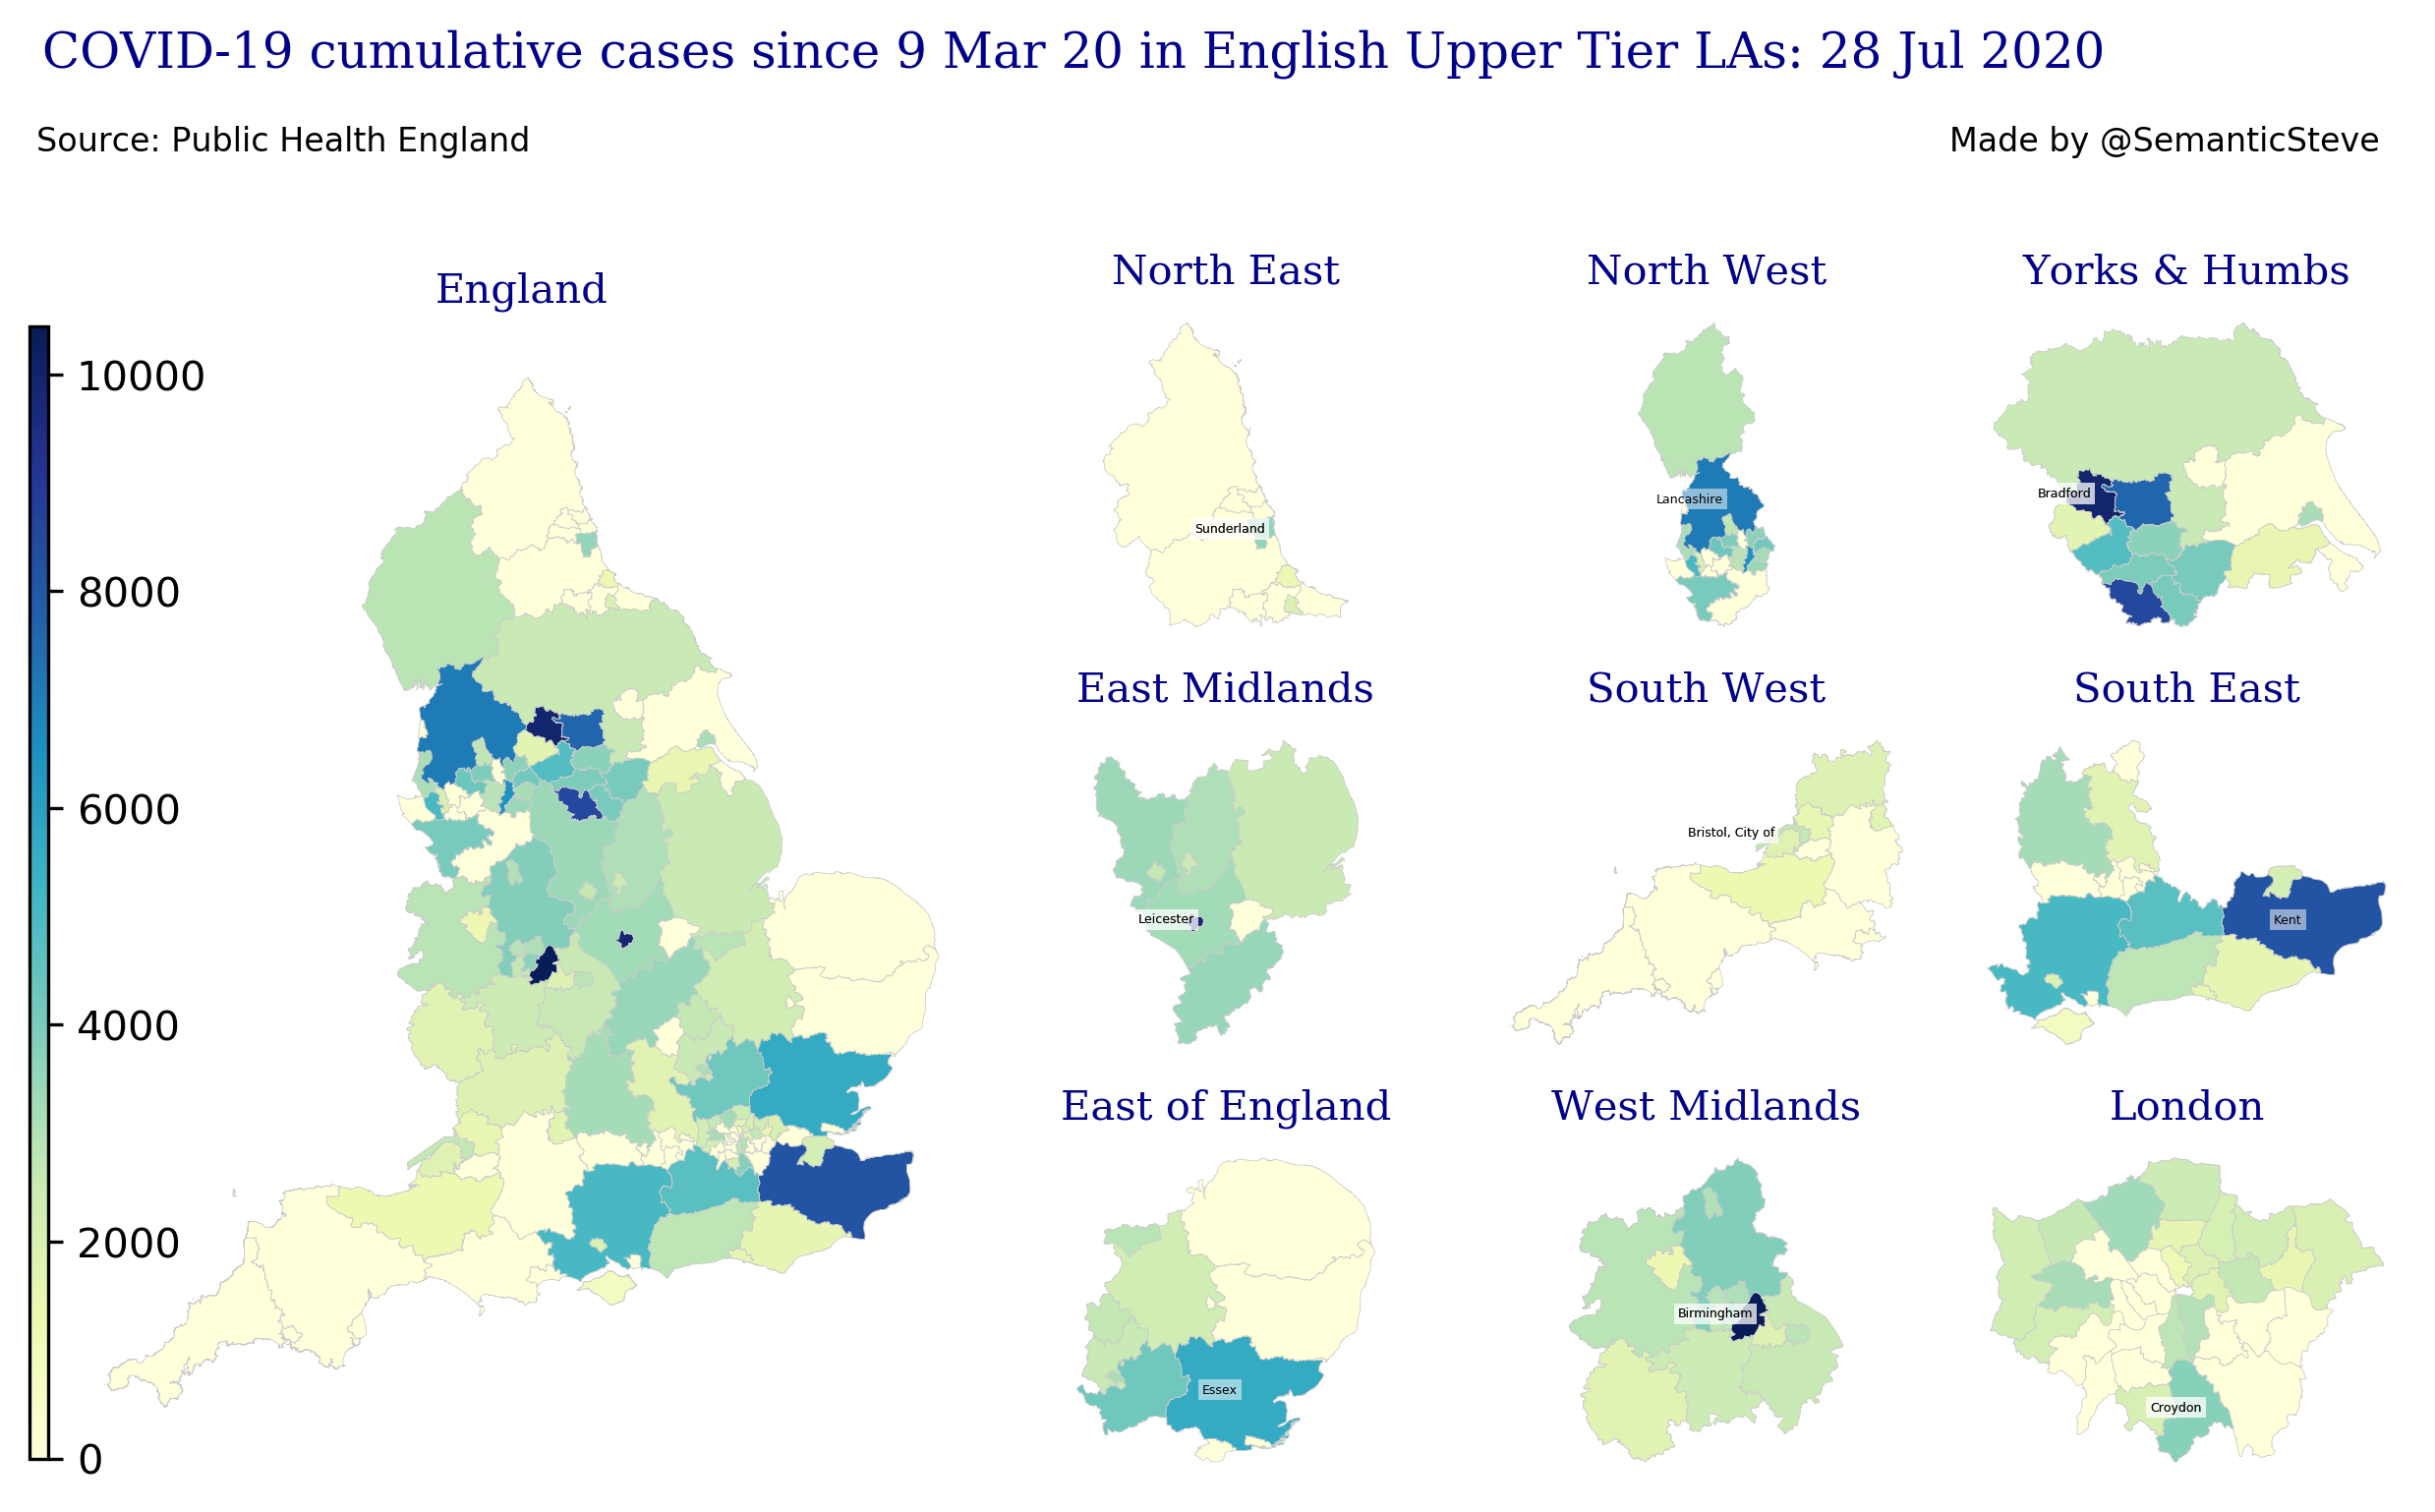 COVID-19 cumulative cases since 9 Mar 20 in English Upper Tier LAs: 28 Jul 2020
Source: Public Health England
Made by @SemanticSteve
England
10000
8000
6000
4000
2000
0
North East
Sunderland
North West
Lancashire
Yorks & Humbs
Bradford
East Midlands
Leicester
South West
Bristol, City of
South East
Kent
East of England
Essex
West Midlands
Birmingham
London
Croydon